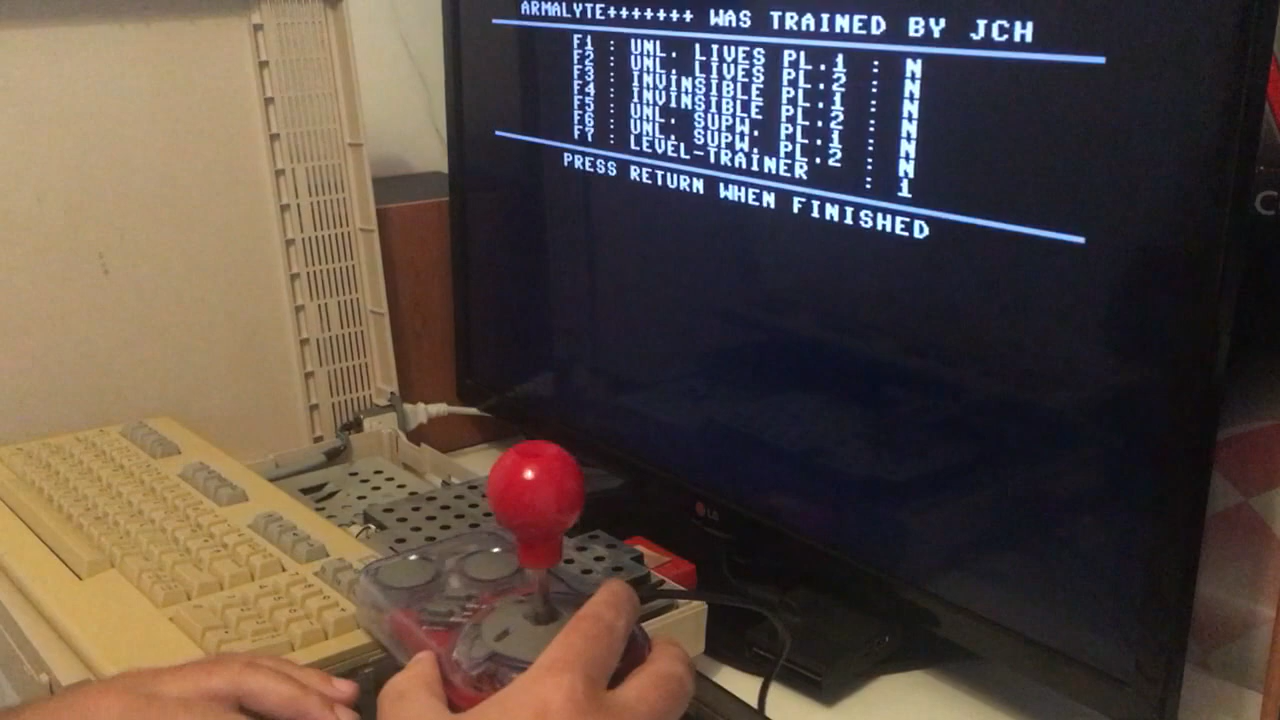 ARMALYTE+++++++ WAS TRAINED BY JCH
F1 : UNL. LIVES PL.1 : N
F2 : UNL. LIVES PL.2 : N
F3 : INVINSIBLE PL.1 : N
F4 : INVINSIBLE PL.2 : N
F5 : UNL. SUPW. PL.1 : N
F6 : UNL. SUPW. PL.2 : N
F7 : LEVEL-TRAINER : 1
PRESS RETURN WHEN FINISHED
LG